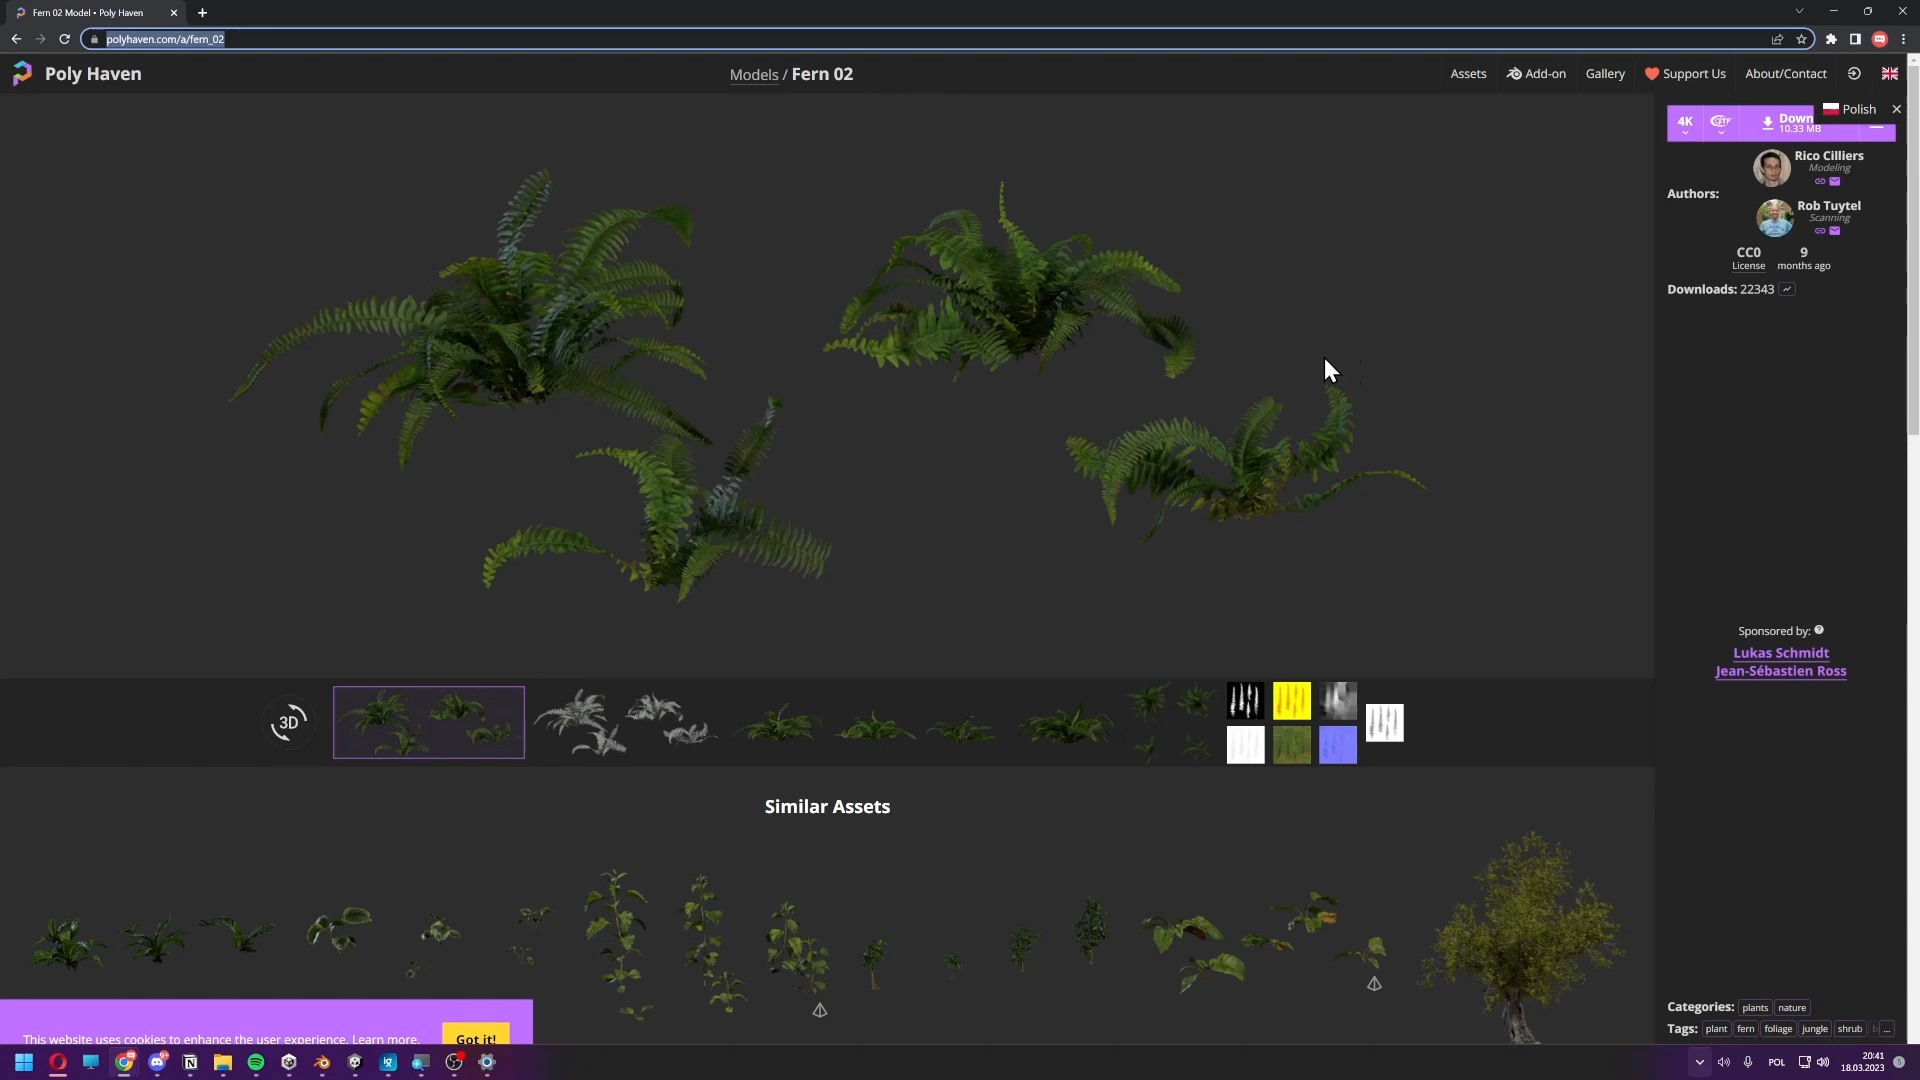 Fern 02 Model • Poly Haven
polyhaven.com/a/fern_02
Poly Haven
Models / Fern 02
Assets
Add-on
Gallery
Support Us
About/Contact
Polish
4K
glTF
Down
10.33 MB
Authors:
Rico Cilliers
Modeling
Rob Tuytel
Scanning
CC0
License
9
months ago
Downloads: 22343
Sponsored by:
Lukas Schmidt
Jean-Sébastien Ross
3D
Similar Assets
Categories: plants nature
Tags: plant fern foliage jungle shrub b ...
This website uses cookies to enhance the user experience. Learn more.
Got it!
POL
20:41
18.03.2023
5